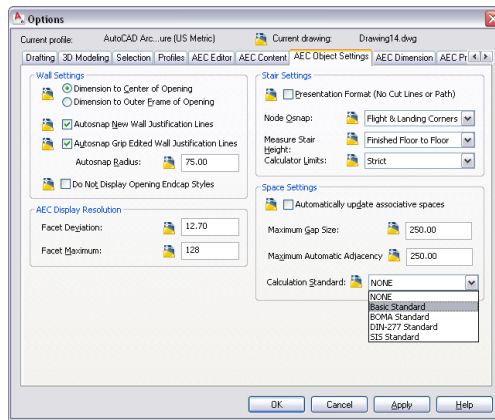 Options
Current profile: AutoCAD Arc...ure (US Metric) Current drawing: Drawing14.dwg
Drafting 3D Modeling Selection Profiles AEC Editor AEC Content AEC Object Settings AEC Dimension AEC Pr
Wall Settings
Dimension to Center of Opening
Dimension to Outer Frame of Opening
Autosnap New Wall Justification Lines
Autosnap Grip Edited Wall Justification Lines
Autosnap Radius: 75.00
Do Not Display Opening Endcap Styles
AEC Display Resolution
Facet Deviation: 12.70
Facet Maximum: 128
Stair Settings
Presentation Format (No Cut Lines or Path)
Node Osnap: Flight & Landing Corners
Measure Stair Height: Finished Floor to Floor
Calculator Limits: Strict
Space Settings
Automatically update associative spaces
Maximum Gap Size: 250.00
Maximum Automatic Adjacency 250.00
Calculation Standard: NONE
NONE
Basic Standard
BOMA Standard
DIN-277 Standard
SIS Standard
OK Cancel Apply Help